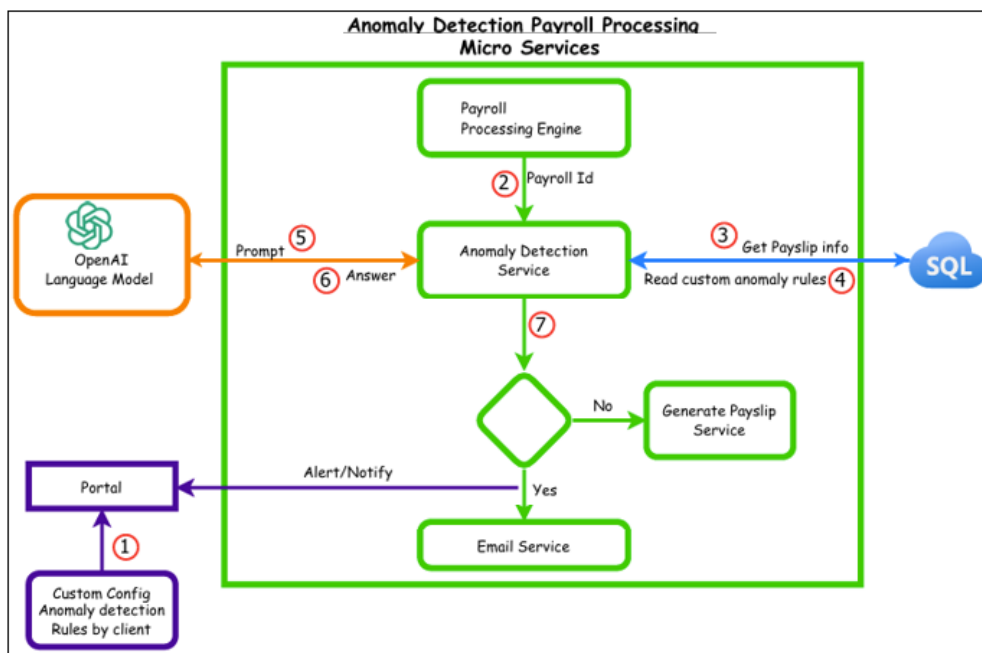 Anomaly Detection Payroll Processing
Micro Services
Payroll
Processing Engine
2
Payroll Id
OpenAI
Language Model
Prompt
5
6
Answer
Anomaly Detection
Service
3
Get Payslip info
Read custom anomaly rules
4
SQL
7
No
Generate Payslip
Service
Alert/Notify
Yes
Portal
Email Service
1
Custom Config
Anomaly detection
Rules by client